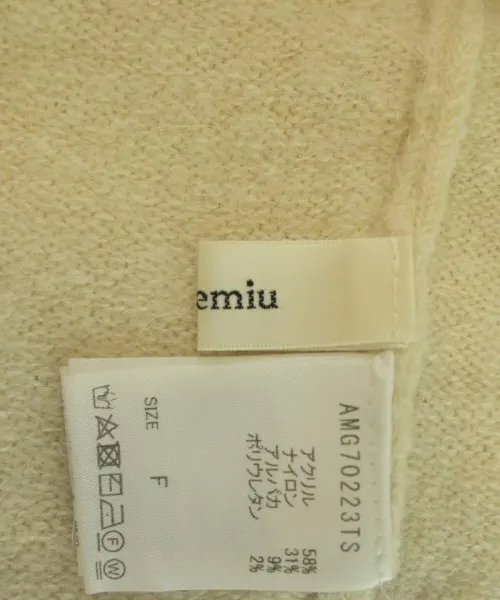 emiu
AMG70223TS
アクリル 58%
ナイロン 31%
アルパカ 9%
ポリウレタン 2%
SIZE F
F W